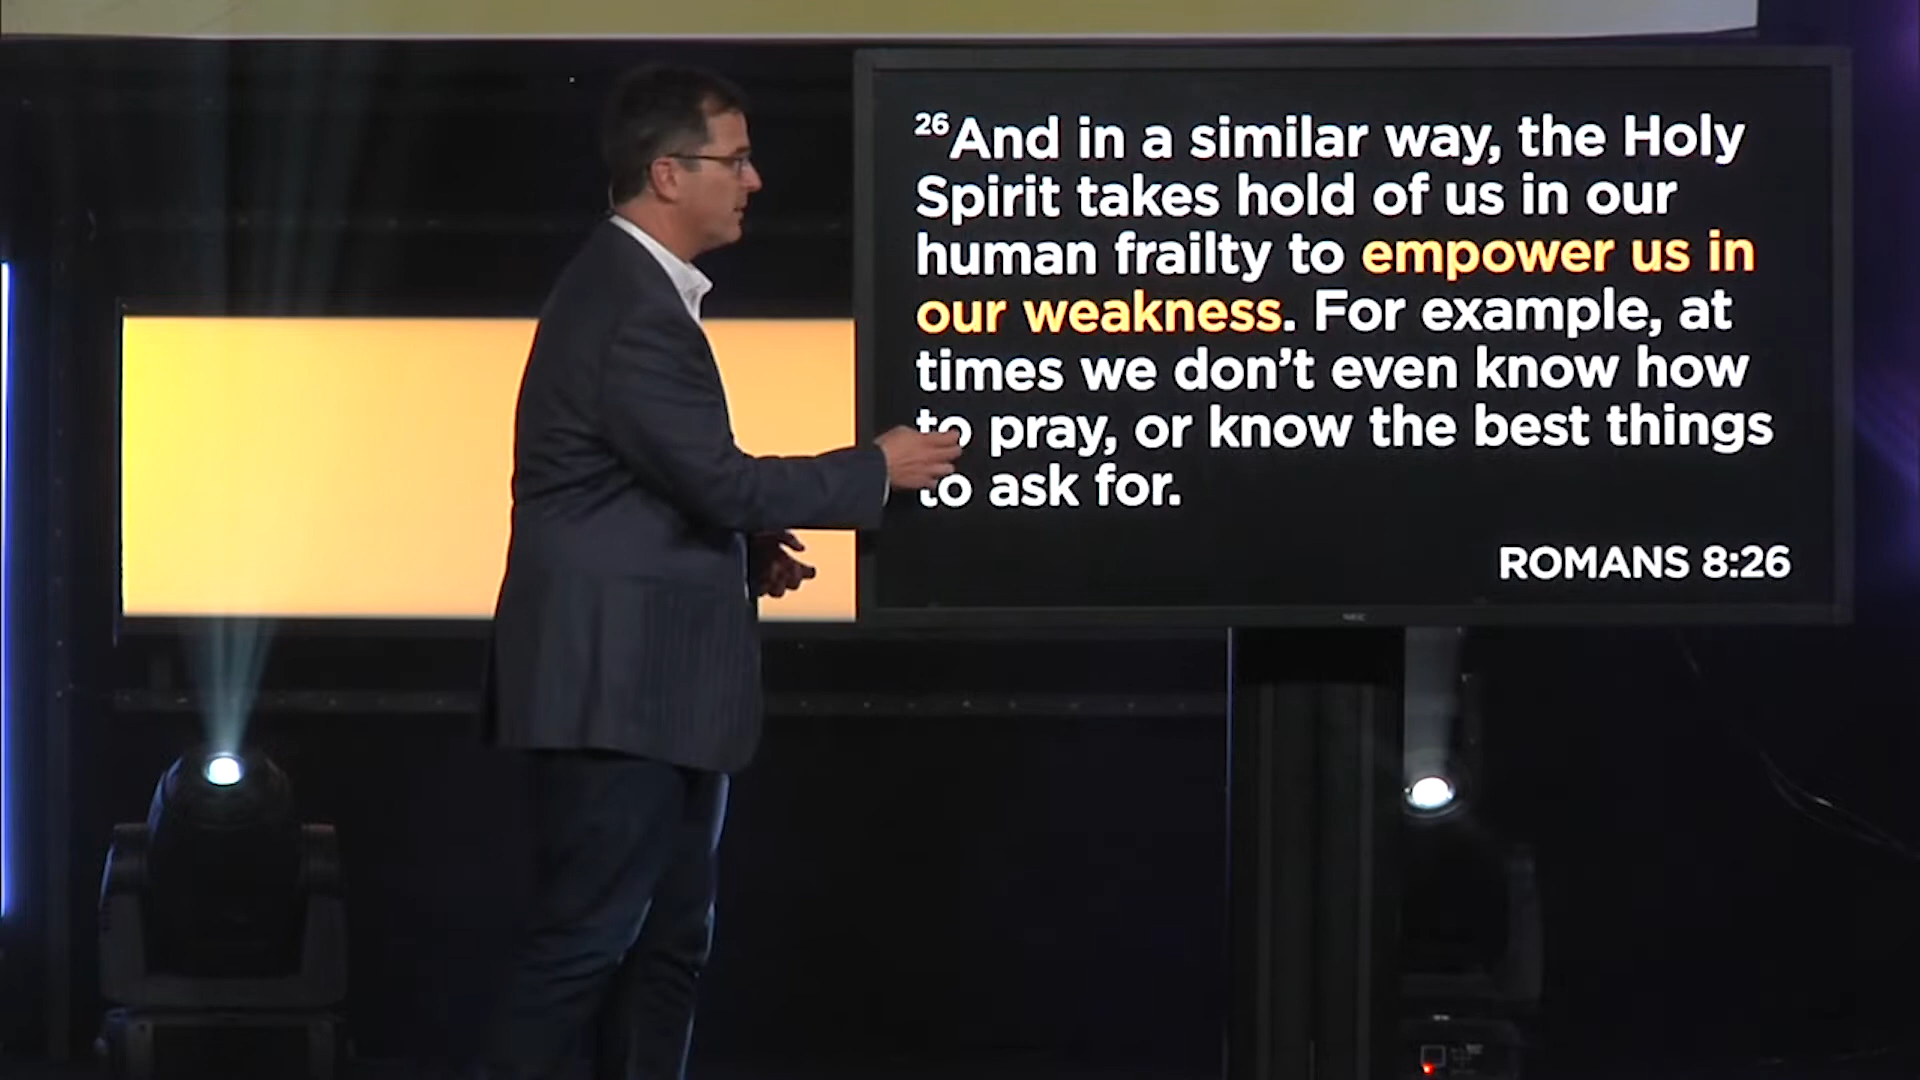 26And in a similar way, the Holy
Spirit takes hold of us in our
human frailty to empower us in
our weakness. For example, at
times we don't even know how
to pray, or know the best things
to ask for.
ROMANS 8:26
NEC